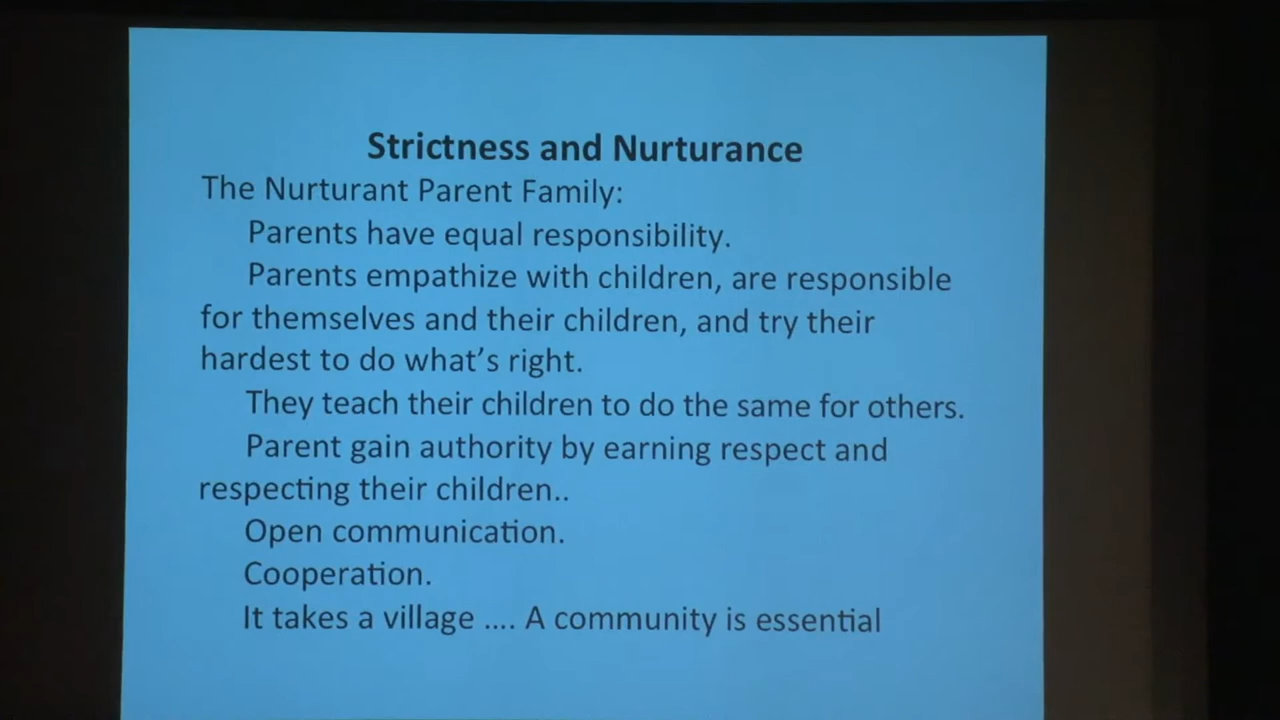 Strictness and Nurturance
The Nurturant Parent Family:
Parents have equal responsibility.
Parents empathize with children, are responsible
for themselves and their children, and try their
hardest to do what’s right.
They teach their children to do the same for others.
Parent gain authority by earning respect and
respecting their children..
Open communication.
Cooperation.
It takes a village .... A community is essential